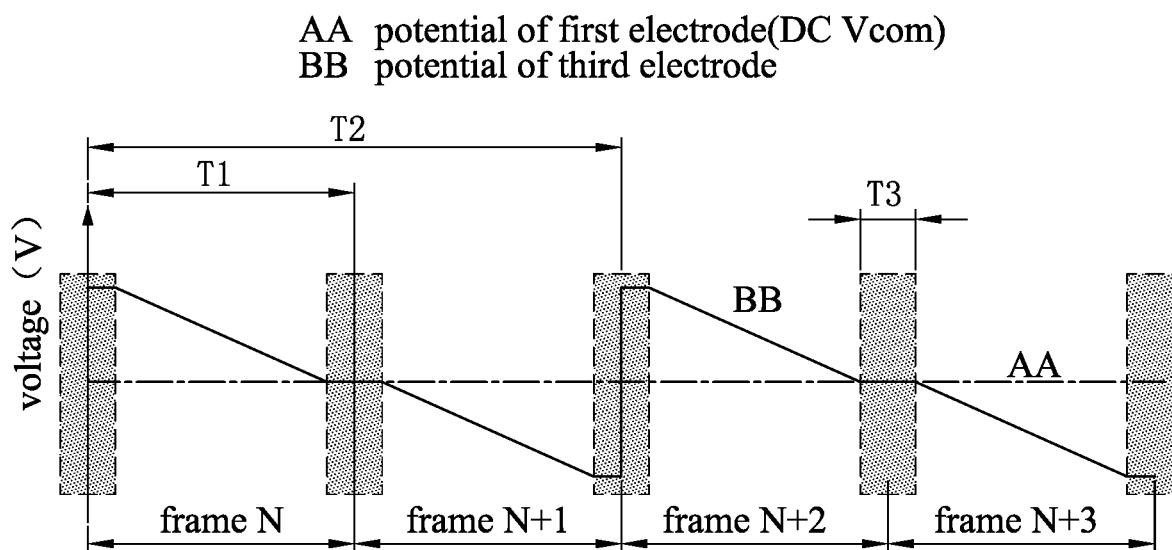 AA potential of first electrode(DC Vcom)
BB potential of third electrode
T2
T1
T3
voltage (V)
BB
AA
frame N
frame N+1
frame N+2
frame N+3